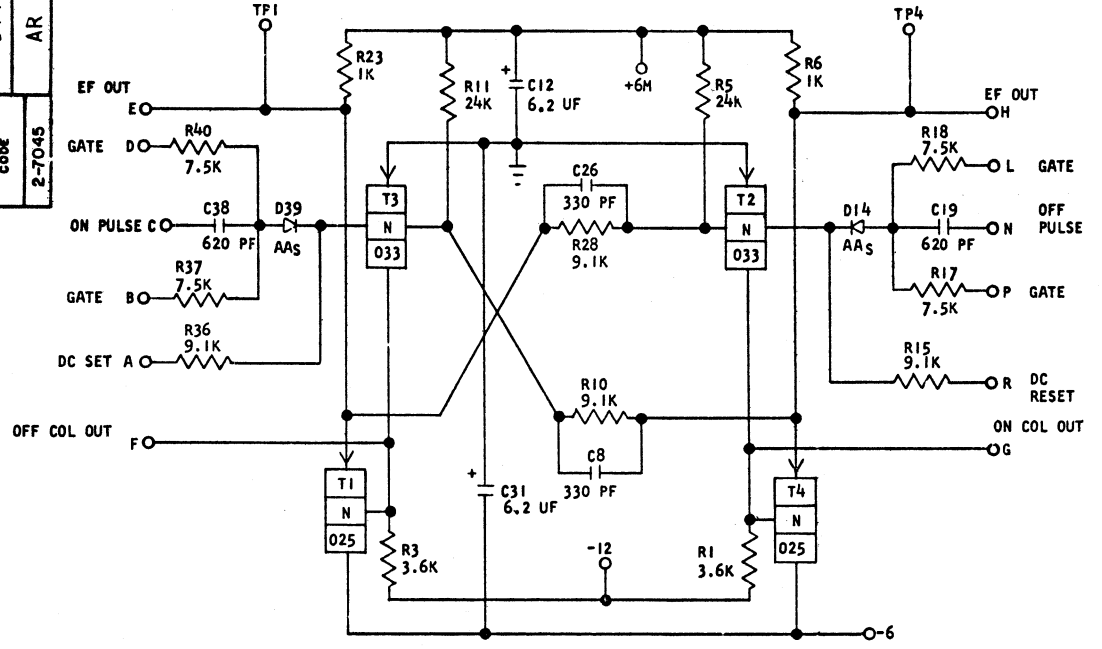 AR
CODE
2-7045
TP1
TP4
R23
1K
R11
24K
+
C12
6.2 UF
+6M
R5
24K
R6
1K
EF OUT
E
EF OUT
H
GATE D
R40
7.5K
R18
7.5K
L GATE
ON PULSE C
C38
620 PF
D39
AAS
T3
N
033
C26
330 PF
R28
9.1K
T2
N
033
D14
AAS
C19
620 PF
N OFF
PULSE
GATE B
R37
7.5K
R17
7.5K
P GATE
DC SET A
R36
9.1K
R15
9.1K
R DC
RESET
R10
9.1K
C8
330 PF
OFF COL OUT
F
ON COL OUT
G
T1
N
025
+
C31
6.2 UF
T4
N
025
R3
3.6K
-12
R1
3.6K
-6